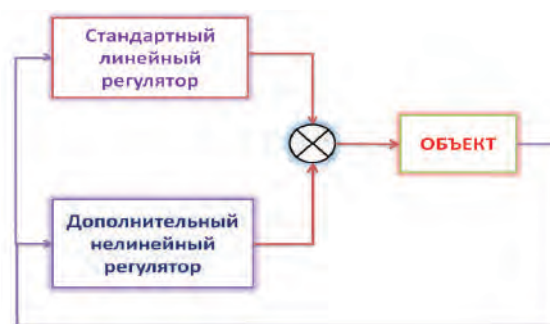 Стандартный
линейный
регулятор
ОБЪЕКТ
Дополнительный
нелинейный
регулятор